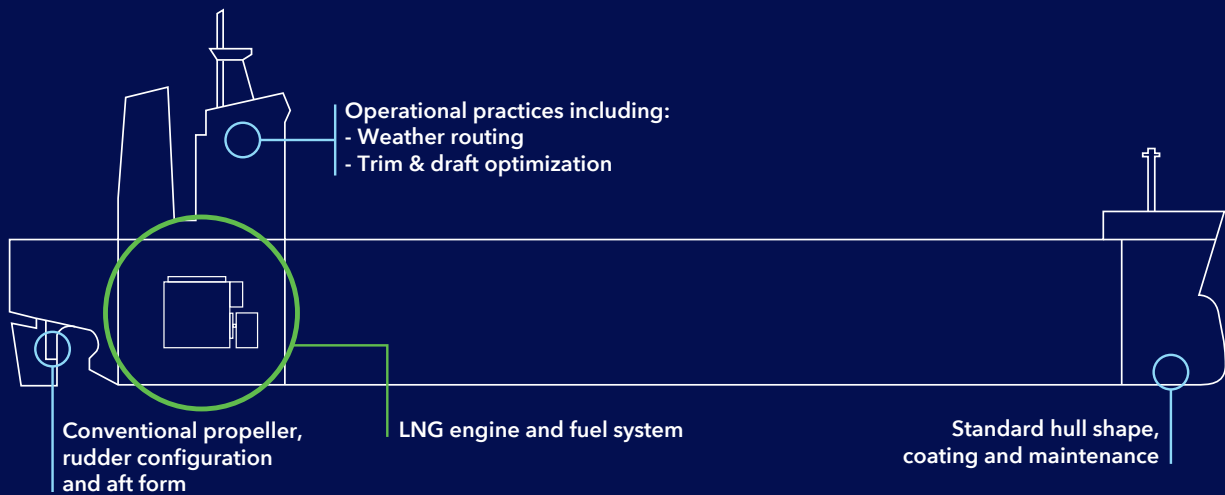 Operational practices including:
- Weather routing
- Trim & draft optimization
Conventional propeller,
rudder configuration
and aft form
LNG engine and fuel system
Standard hull shape,
coating and maintenance